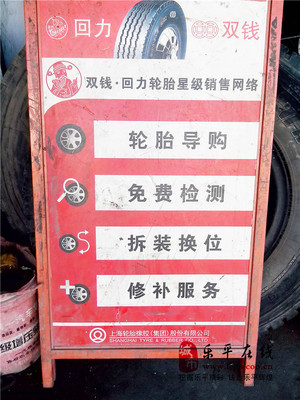 回力
双钱
双钱·回力轮胎星级销售网络
轮胎导购
免费检测
拆装换位
修补服务
上海轮胎橡胶(集团)股份有限公司
SHANGHAI TYRE & RUBBER CO., LTD
乐平在线